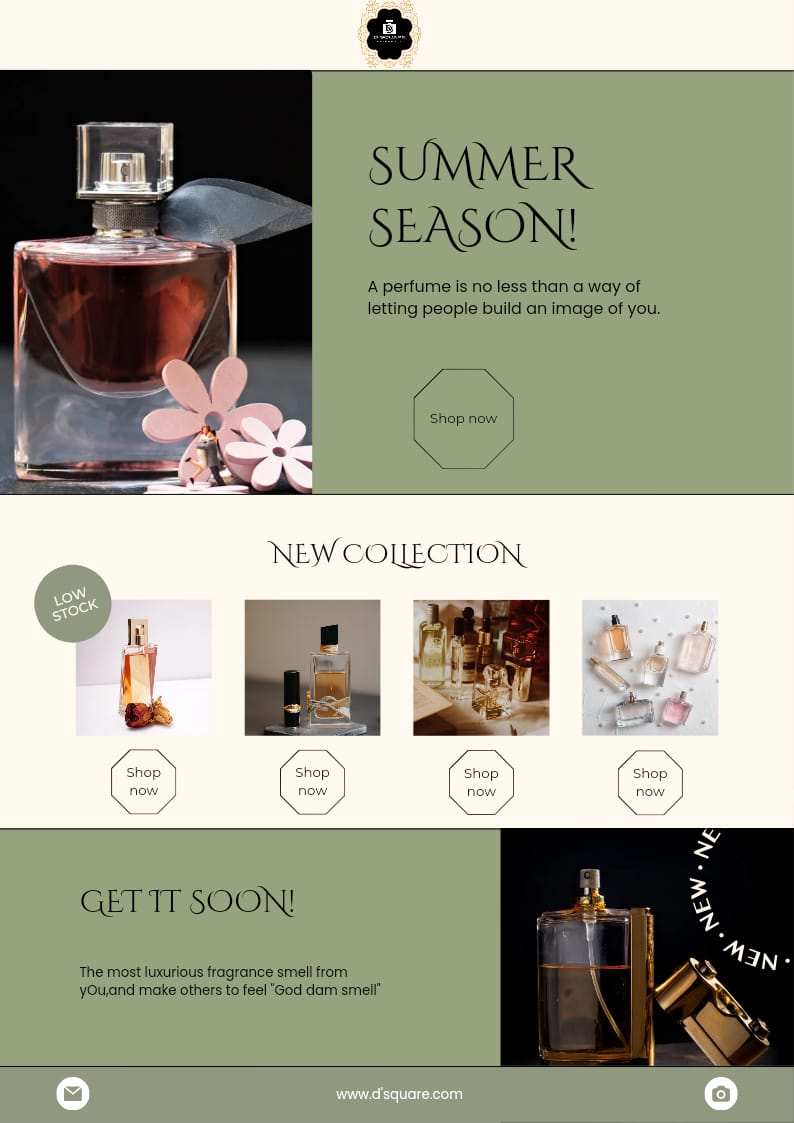 SUMMER
SEASON!
A perfume is no less than a way of
letting people build an image of you.
Shop now
NEW COLLECTION
LOW
STOCK
Shop
now
Shop
now
Shop
now
Shop
now
GET IT SOON!
The most luxurious fragrance smell from
yOu,and make others to feel "God dam smell"
NEW • NEW • NE
www.d'square.com